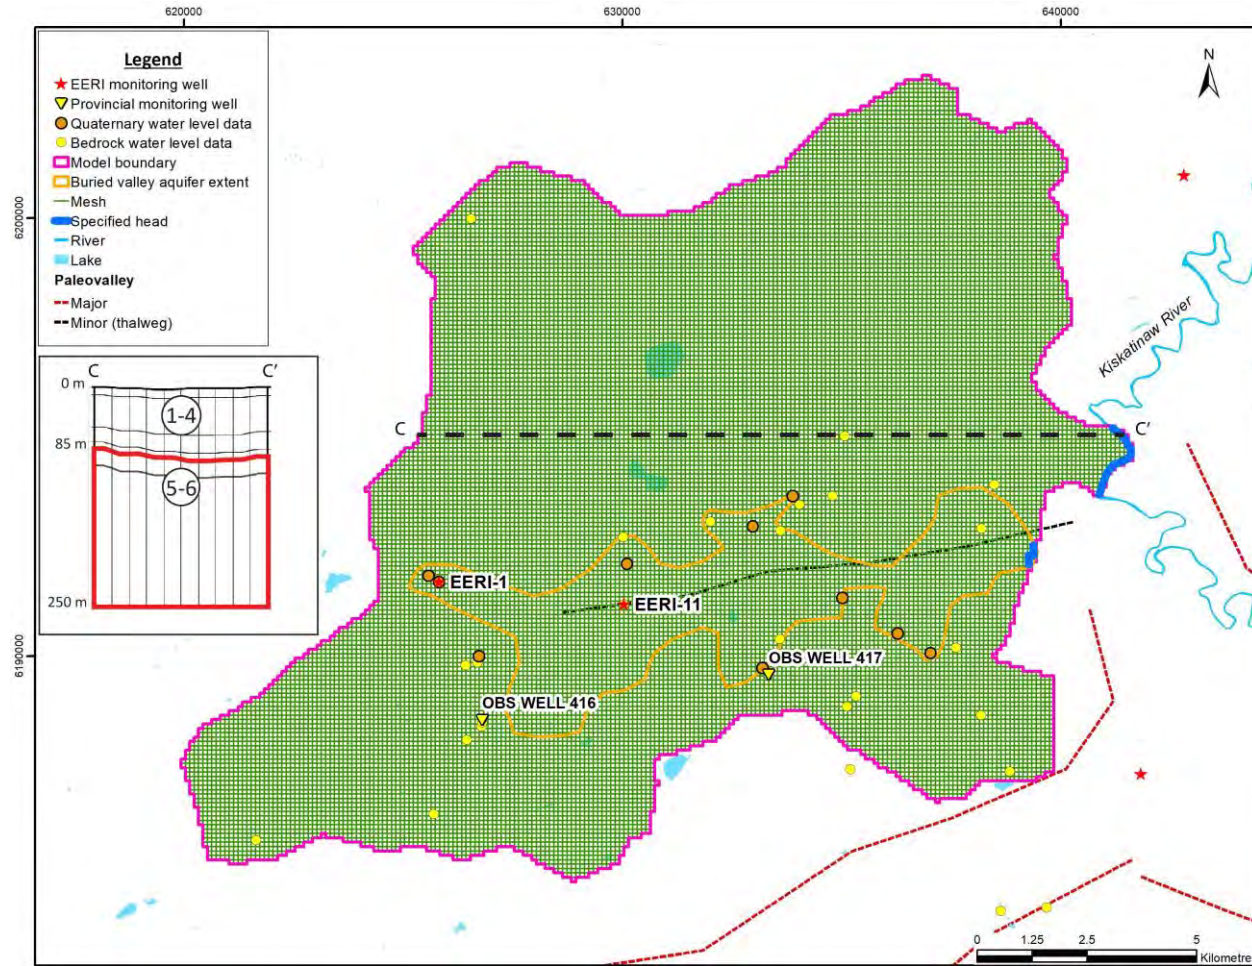 620000
630000
640000
6200000
6190000
Legend
EERI monitoring well
Provincial monitoring well
Quaternary water level data
Bedrock water level data
Model boundary
Buried valley aquifer extent
Mesh
Specified head
River
Lake
Paleovalley
Major
Minor (thalweg)
N
C
C'
0 m
1-4
85 m
5-6
250 m
Kiskatinaw River
C
C'
EERI-1
EERI-11
OBS WELL 417
OBS WELL 416
0 1.25 2.5 5
Kilometre